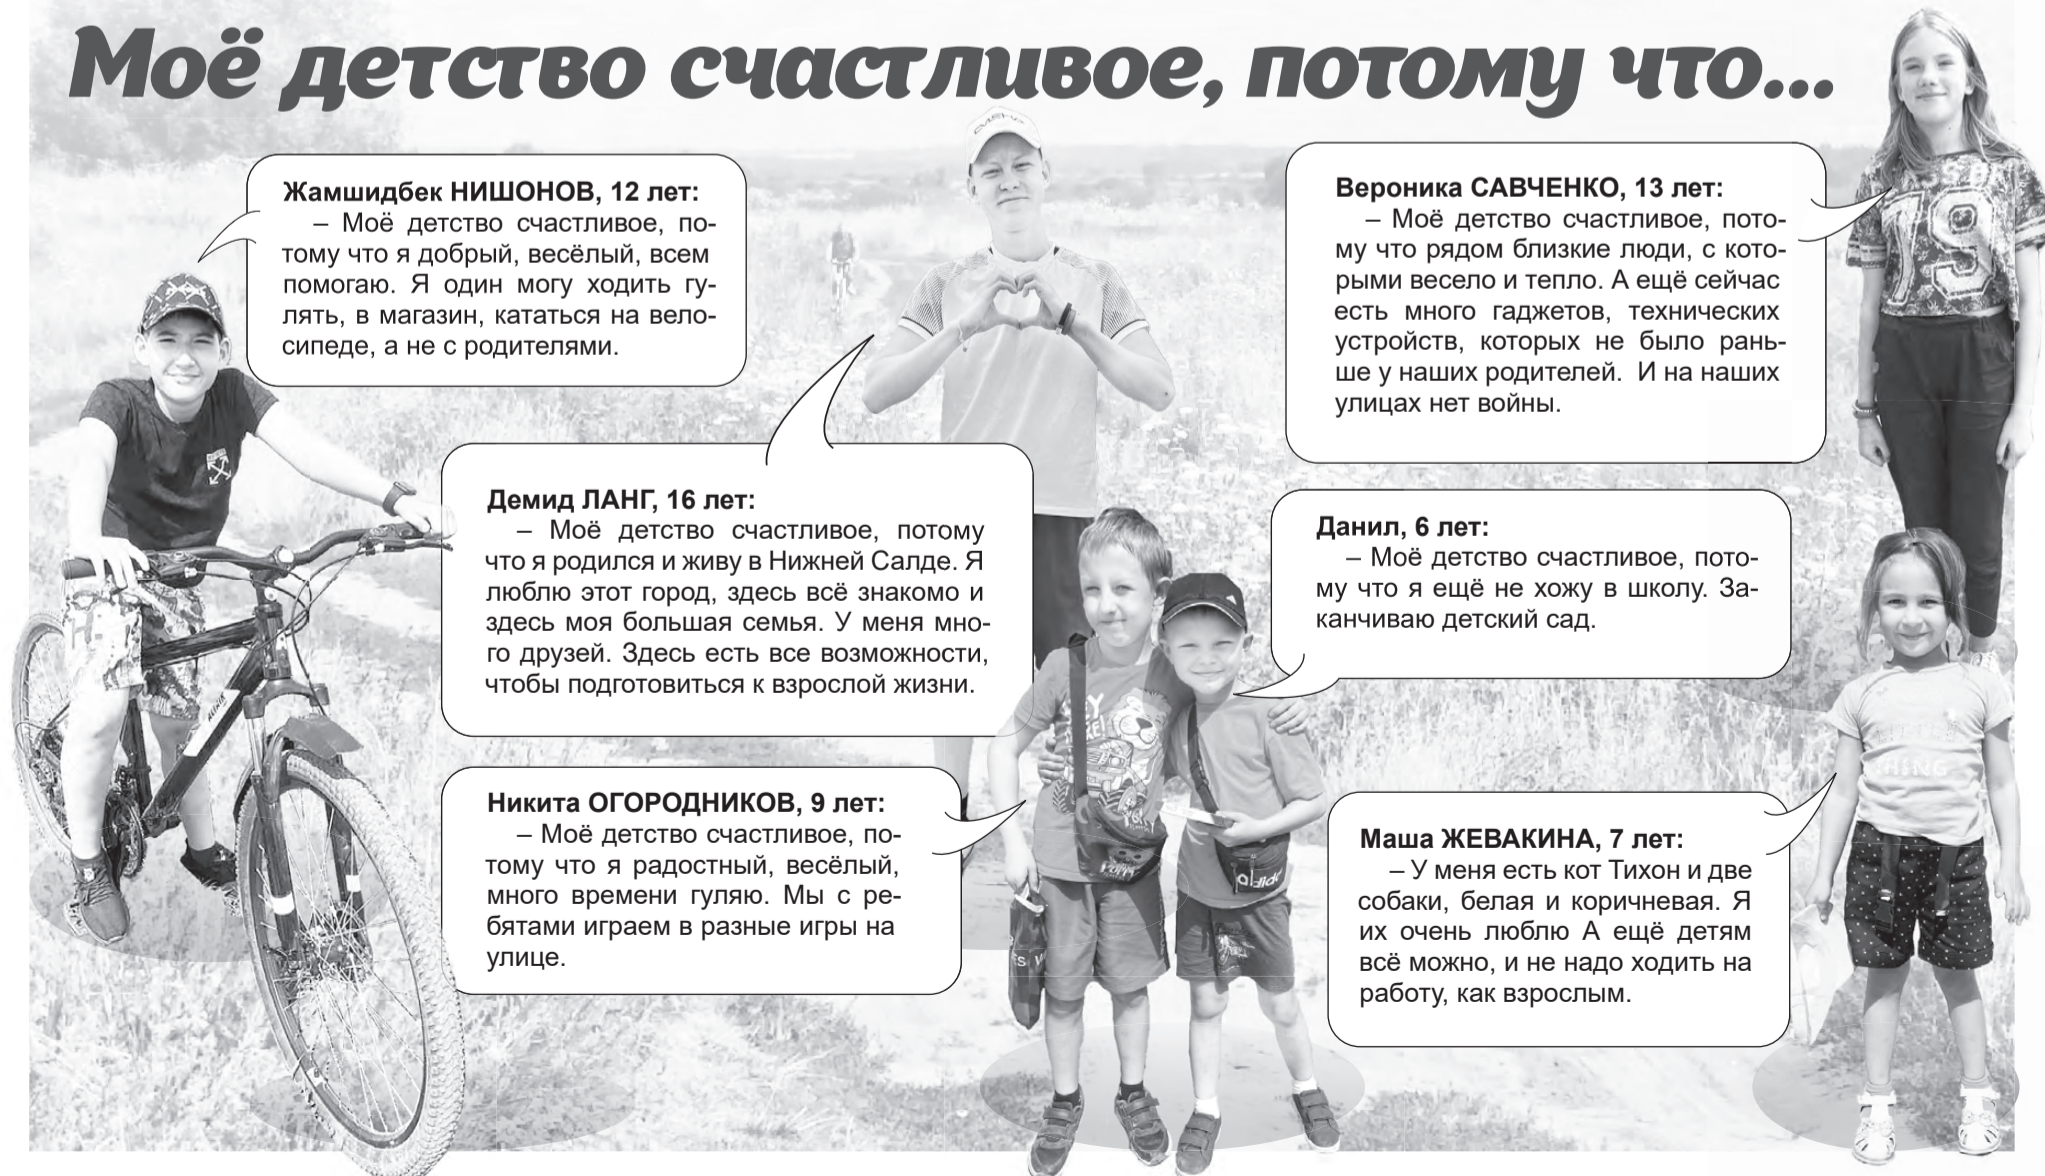 Моё детство счастливое, потому что...
Жамшидбек НИШОНОВ, 12 лет:
– Моё детство счастливое, по-
тому что я добрый, весёлый, всем
помогаю. Я один могу ходить гу-
лять, в магазин, кататься на вело-
сипеде, а не с родителями.
Демид ЛАНГ, 16 лет:
– Моё детство счастливое, потому
что я родился и живу в Нижней Салде. Я
люблю этот город, здесь всё знакомо и
здесь моя большая семья. У меня мно-
го друзей. Здесь есть все возможности,
чтобы подготовиться к взрослой жизни.
Никита ОГОРОДНИКОВ, 9 лет:
– Моё детство счастливое, по-
тому что я радостный, весёлый,
много времени гуляю. Мы с ре-
бятами играем в разные игры на
улице.
Вероника САВЧЕНКО, 13 лет:
– Моё детство счастливое, пото-
му что рядом близкие люди, с кото-
рыми весело и тепло. А ещё сейчас
есть много гаджетов, технических
устройств, которых не было рань-
ше у наших родителей. И на наших
улицах нет войны.
Данил, 6 лет:
– Моё детство счастливое, пото-
му что я ещё не хожу в школу. За-
канчиваю детский сад.
Маша ЖЕВАКИНА, 7 лет:
– У меня есть кот Тихон и две
собаки, белая и коричневая. Я
их очень люблю А ещё детям
всё можно, и не надо ходить на
работу, как взрослым.
19
adidas